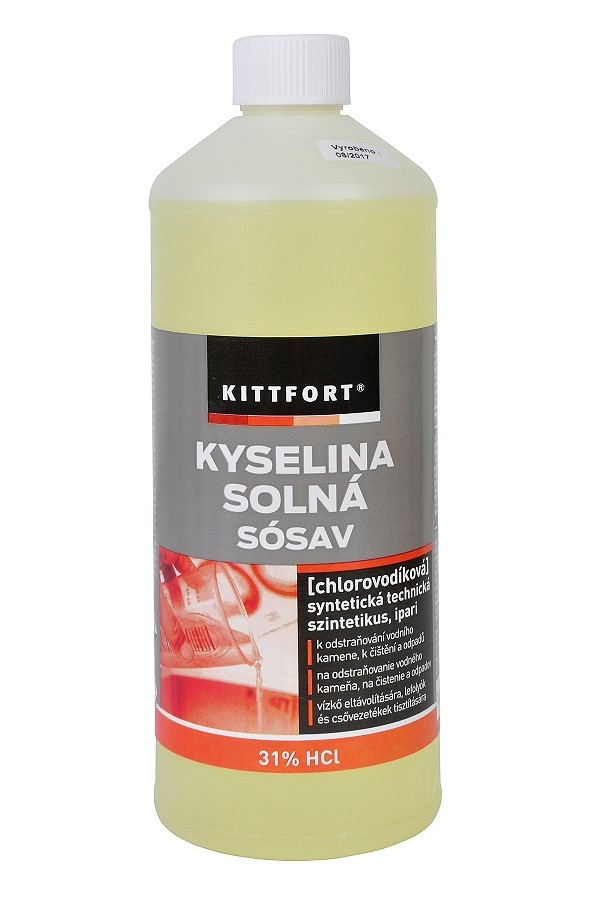 Vyrobeno :
08/2017
KITTFORT®
KYSELINA
SOLNÁ
SÓSAV
[chlorovodíková]
syntetická technická
szintetikus, ipari
k odstraňování vodního
kamene, k čištění a odpadů
na odstraňovanie vodného
kameňa, na čistenie a odpadov
vízkő eltávolítására, lefolyók
és csővezetékek tisztítására
31% HCl